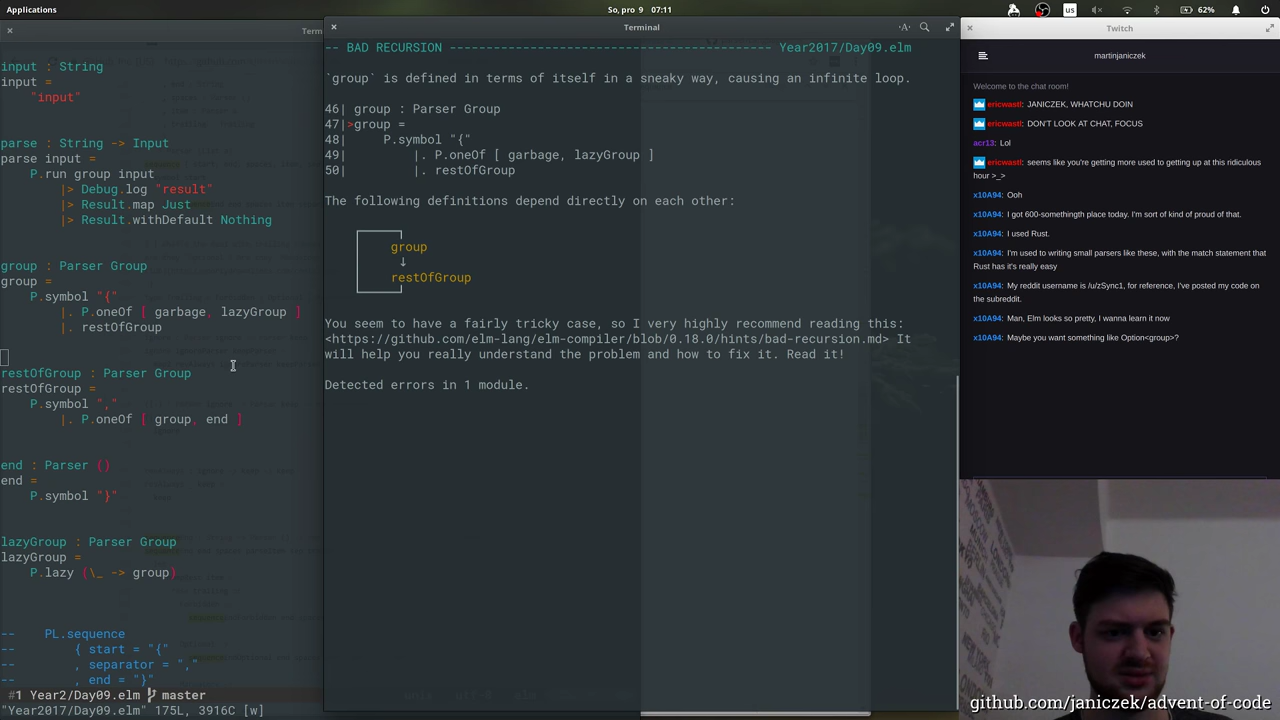 Applications
So, pro 9   07:11
us
62%
Term
Terminal
Twitch
input : String
input =
"input"
parse : String -> Input
parse input =
P.run group input
|> Debug.log "result"
|> Result.map Just
|> Result.withDefault Nothing
group : Parser Group
group =
P.symbol "{"
|. P.oneOf [ garbage, lazyGroup ]
|. restOfGroup
restOfGroup : Parser Group
restOfGroup =
P.symbol ","
|. P.oneOf [ group, end ]
end : Parser ()
end =
P.symbol "}"
lazyGroup : Parser Group
lazyGroup =
P.lazy (\_ -> group)
--    PL.sequence
--        { start = "{"
--        , separator = ","
--        , end = "}"
#1 Year2/Day09.elm master
"Year2017/Day09.elm" 175L, 3916C [w]
-- BAD RECURSION -------------------------------------------- Year2017/Day09.elm
`group` is defined in terms of itself in a sneaky way, causing an infinite loop.
46| group : Parser Group
47|>group =
48|     P.symbol "{"
49|         |. P.oneOf [ garbage, lazyGroup ]
50|         |. restOfGroup
The following definitions depend directly on each other:
group
↓
restOfGroup
You seem to have a fairly tricky case, so I very highly recommend reading this:
<https://github.com/elm-lang/elm-compiler/blob/0.18.0/hints/bad-recursion.md> It
will help you really understand the problem and how to fix it. Read it!
Detected errors in 1 module.
martinjaniczek
Welcome to the chat room!
ericwastl: JANICZEK, WHATCHU DOIN
ericwastl: DON'T LOOK AT CHAT, FOCUS
acr13: Lol
ericwastl: seems like you're getting more used to getting up at this ridiculous
hour >_>
x10A94: Ooh
x10A94: I got 600-somethingth place today. I'm sort of kind of proud of that.
x10A94: I used Rust.
x10A94: I'm used to writing small parsers like these, with the match statement that
Rust has it's really easy
x10A94: My reddit username is /u/zSync1, for reference, I've posted my code on
the subreddit.
x10A94: Man, Elm looks so pretty, I wanna learn it now
x10A94: Maybe you want something like Option<group>?
github.com/janiczek/advent-of-code